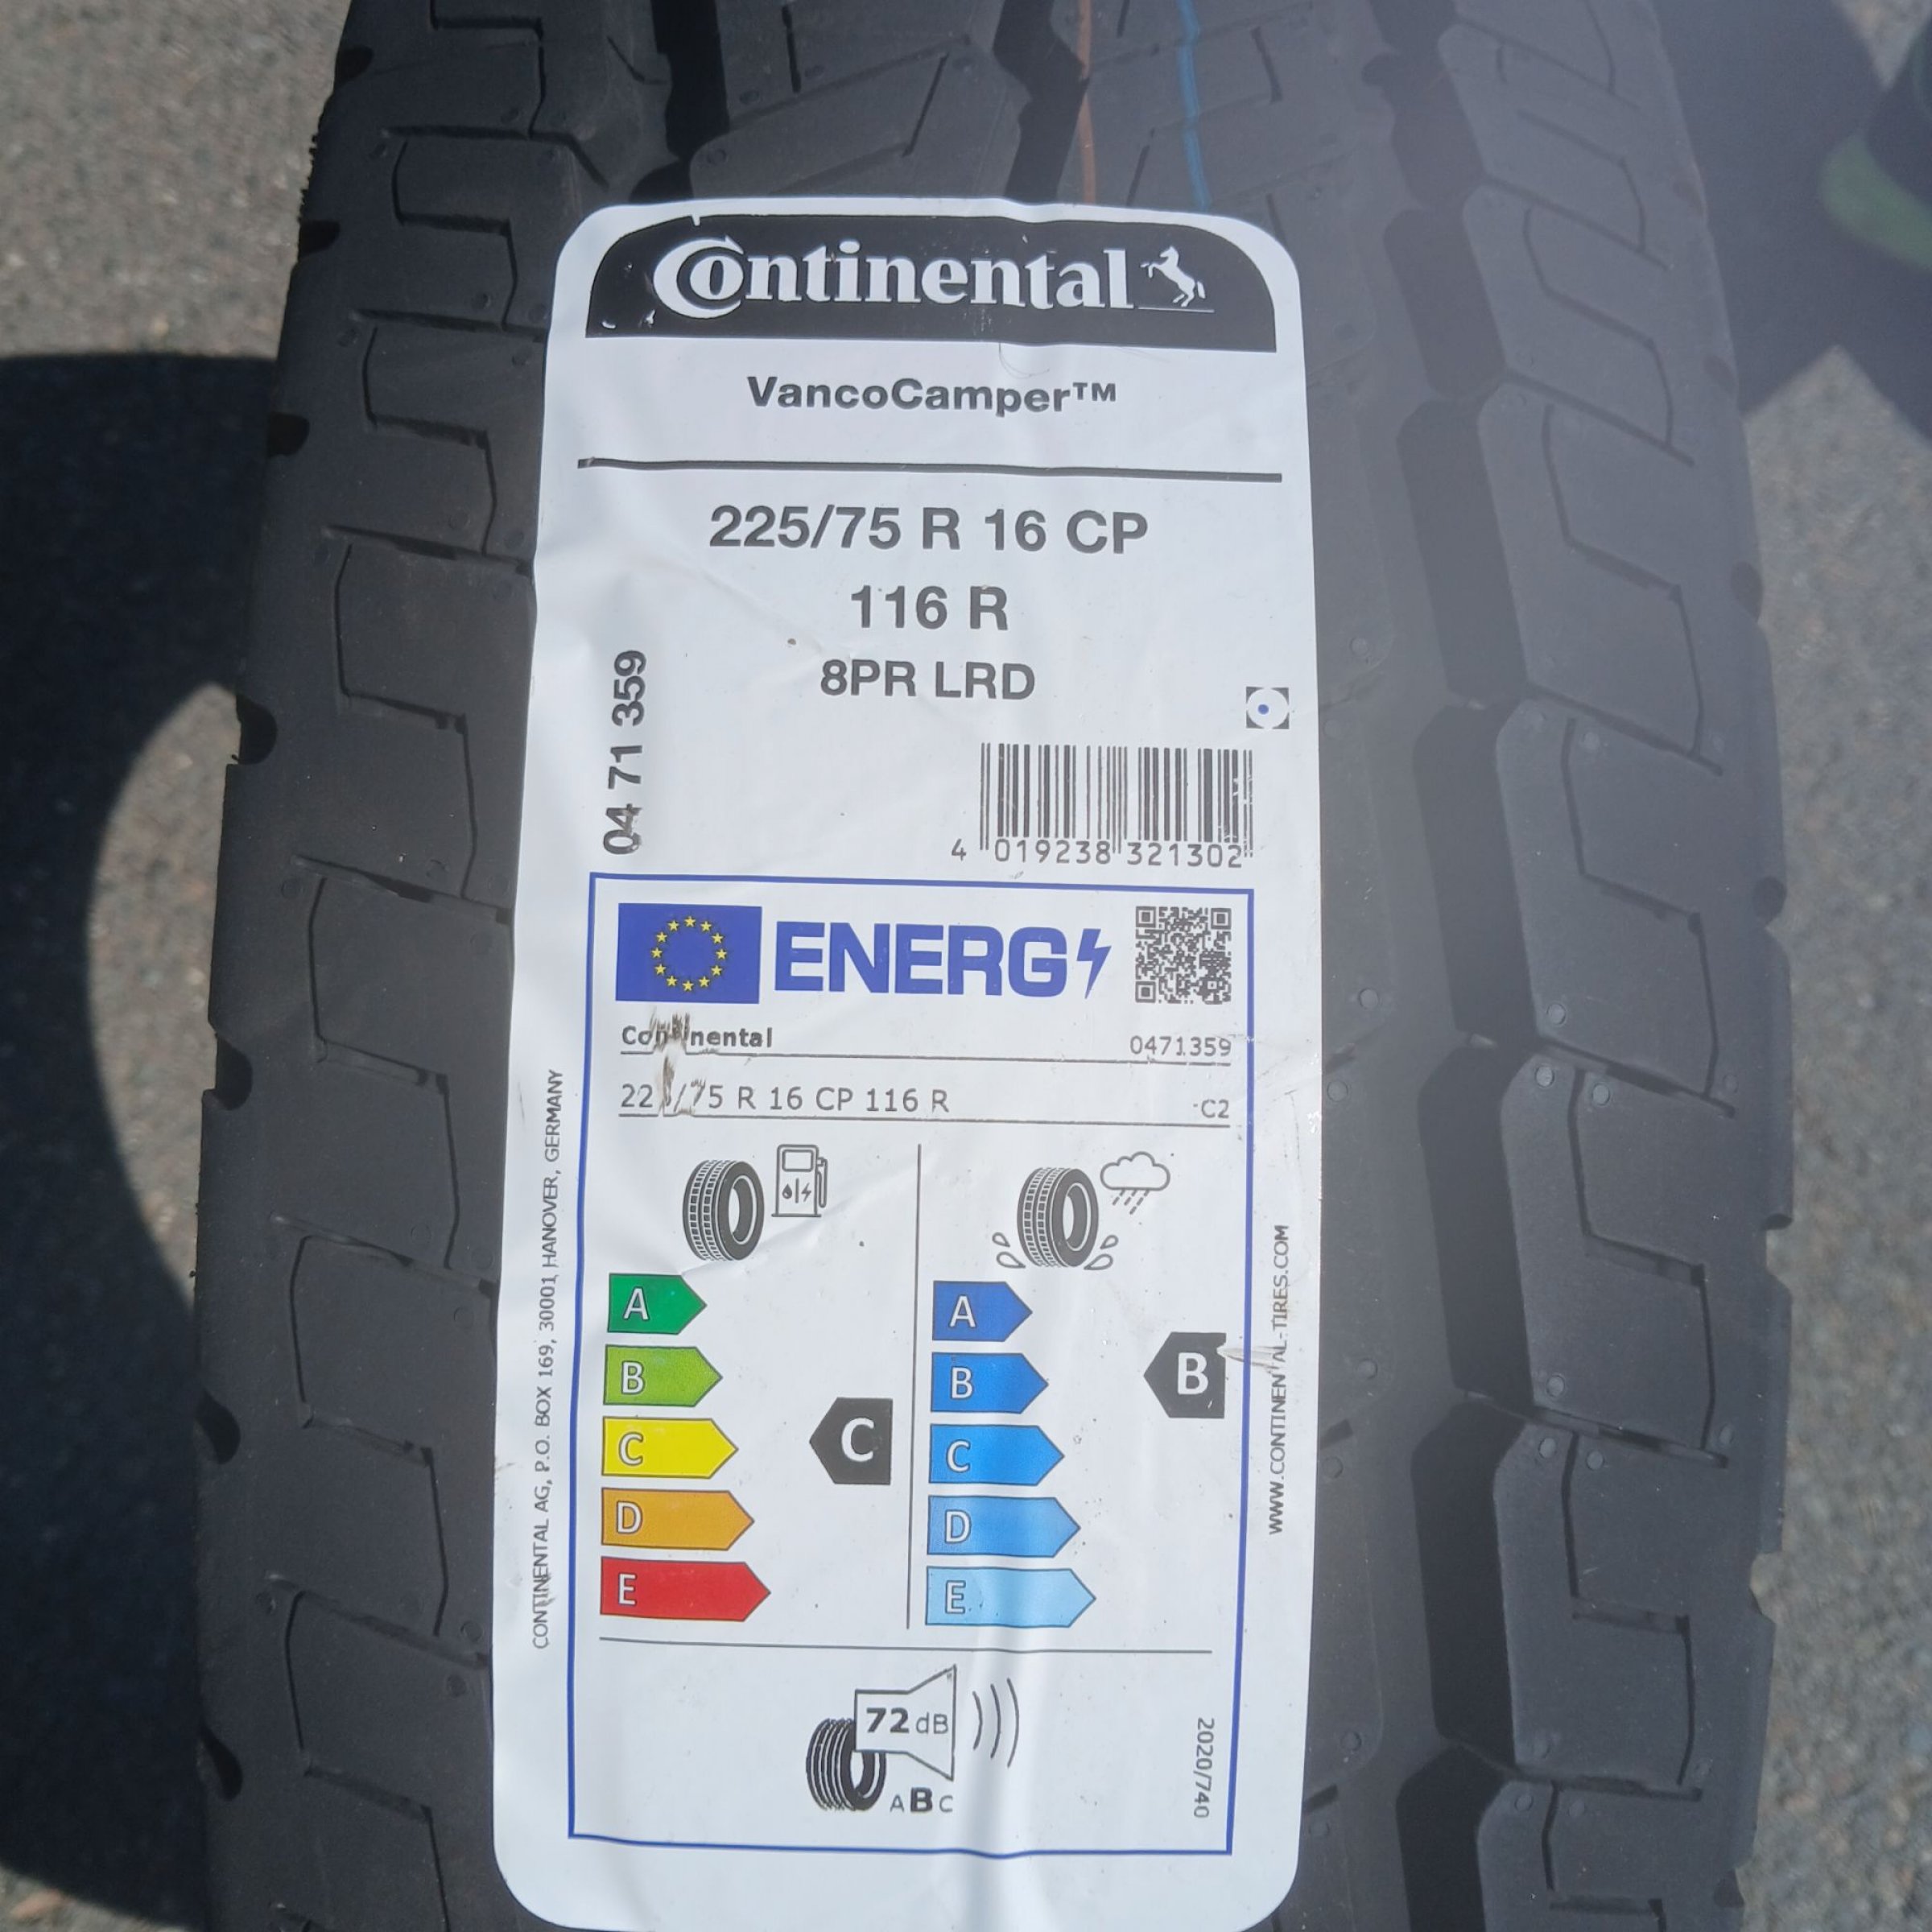 Continental
VancoCamper™
225/75 R 16 CP
116 R
8PR LRD
04 71 359
4 019238 321302
ENERG
Continental 0471359
225/75 R 16 CP 116 R C2
A
B
C
D
E
C
A
B
C
D
E
B
72 dB
ABC
2020/740
CONTINENTAL AG, P.O. BOX 169, 30001 HANOVER, GERMANY
WWW.CONTINENTAL-TIRES.COM